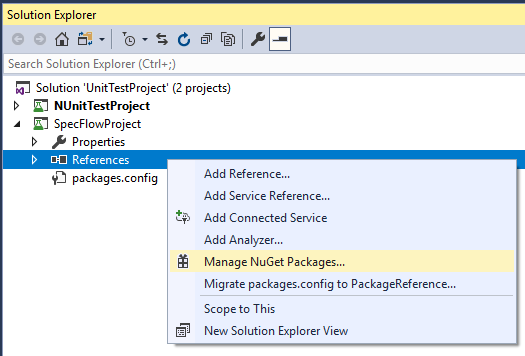 Solution Explorer
Search Solution Explorer (Ctrl+;)
Solution 'UnitTestProject' (2 projects)
NUnitTestProject
SpecFlowProject
Properties
References
packages.config
Add Reference...
Add Service Reference...
Add Connected Service
Add Analyzer...
Manage NuGet Packages...
Migrate packages.config to PackageReference...
Scope to This
New Solution Explorer View